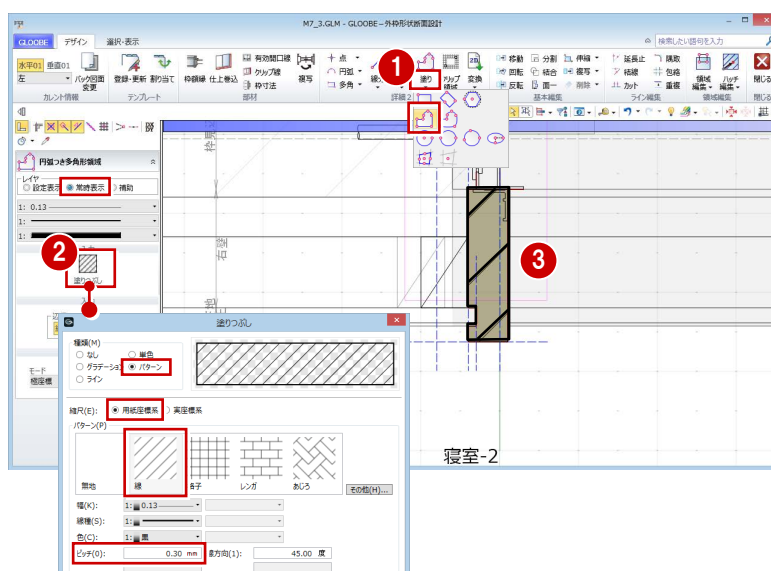 M7_3.GLM - GLOOBE－外枠形状断面設計
GLOOBE デザイン 選択-表示
検索したい語句を入力
水平01 垂直01
左
バック図面変更
登録・更新 割り当て
枠額縁 仕上巻込
有効開口線
クリップ線
枠寸法
複写
点
円弧
多角
塗り
クリップ領域
変換
移動 分割 伸縮
回転 結合 複写
反転 面一 削除
延長止 隅取
結線 包絡
カット 重複
領域編集
ハッチ編集
閉じる
カレント情報 テンプレート 部材 詳細2 基本編集 ライン編集 領域編集 閉じる
1
円弧つき多角形領域
レイヤ
設定表示 常時表示 補助
1: 0.13
1:
1:
2
塗りつぶし
モード
極座標
右壁
3
寝室-2
塗りつぶし
種類(M)
なし 単色
グラデーション パターン
ライン
縮尺(E): 用紙座標系 実座標系
パターン(P)
無地 線 格子 レンガ あじろ
その他(H)...
幅(K): 1: 0.13
線種(S): 1:
色(C): 1: 黒
ピッチ(O): 0.30 mm 線方向(1): 45.00 度